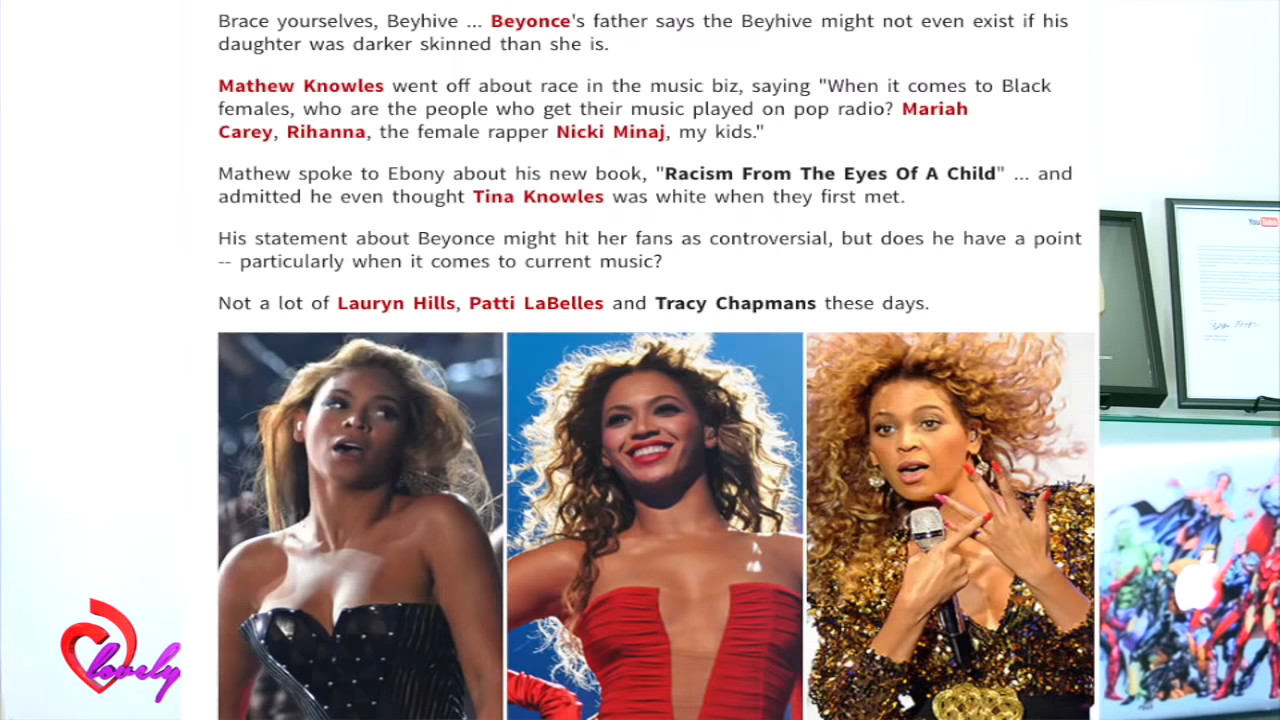 Brace yourselves, Beyhive ... Beyonce's father says the Beyhive might not even exist if his
daughter was darker skinned than she is.
Mathew Knowles went off about race in the music biz, saying "When it comes to Black
females, who are the people who get their music played on pop radio? Mariah
Carey, Rihanna, the female rapper Nicki Minaj, my kids."
Mathew spoke to Ebony about his new book, "Racism From The Eyes Of A Child" ... and
admitted he even thought Tina Knowles was white when they first met.
His statement about Beyonce might hit her fans as controversial, but does he have a point
-- particularly when it comes to current music?
Not a lot of Lauryn Hills, Patti LaBelles and Tracy Chapmans these days.
YouTube
lovely